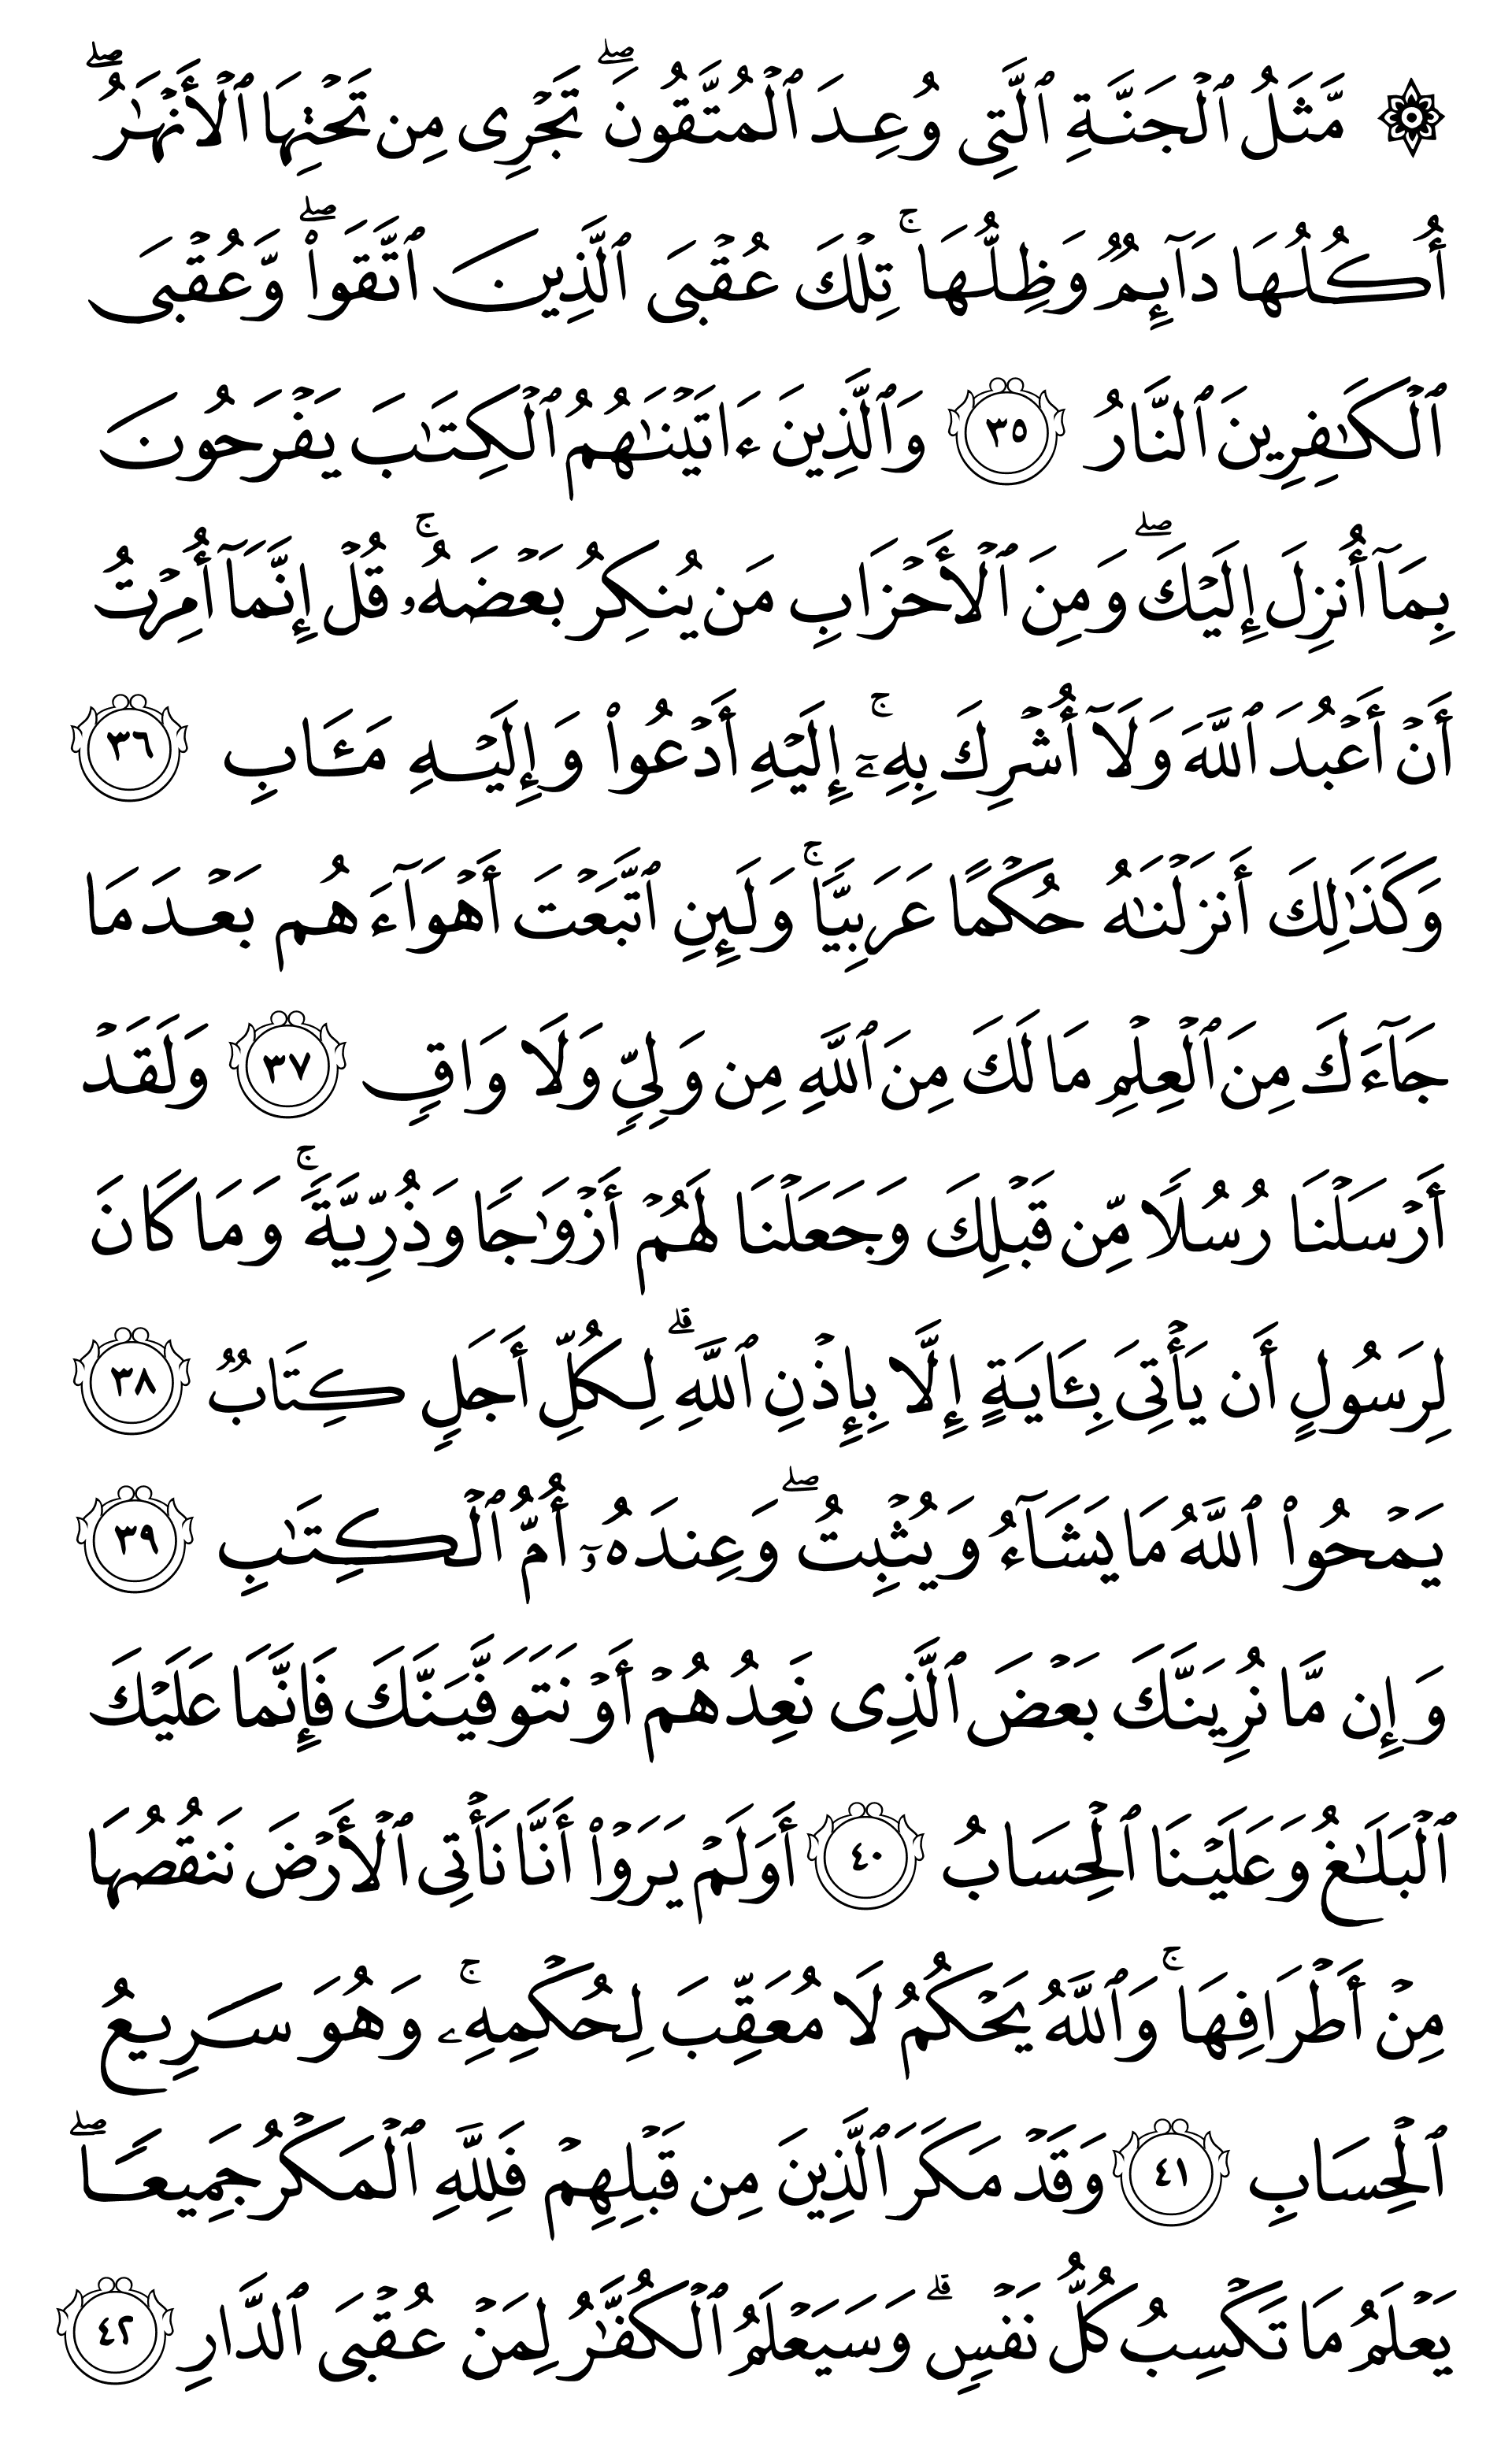 ۞ مَّثَلُ ٱلْجَنَّةِ ٱلَّتِى وُعِدَ ٱلْمُتَّقُونَ ۖ تَجْرِى مِن تَحْتِهَا ٱلْأَنْهَـٰرُ ۖ
أُكُلُهَا دَآئِمٌ وَظِلُّهَا ۚ تِلْكَ عُقْبَى ٱلَّذِينَ ٱتَّقَوا۟ ۖ وَّعُقْبَى
ٱلْكَـٰفِرِينَ ٱلنَّارُ ٣٥ وَٱلَّذِينَ ءَاتَيْنَـٰهُمُ ٱلْكِتَـٰبَ يَفْرَحُونَ
بِمَآ أُنزِلَ إِلَيْكَ ۖ وَمِنَ ٱلْأَحْزَابِ مَن يُنكِرُ بَعْضَهُۥ ۚ قُلْ إِنَّمَآ أُمِرْتُ
أَنْ أَعْبُدَ ٱللَّهَ وَلَآ أُشْرِكَ بِهِۦٓ ۚ إِلَيْهِ أَدْعُوا۟ وَإِلَيْهِ مَـَٔابِ ٣٦
وَكَذَٰلِكَ أَنزَلْنَـٰهُ حُكْمًا عَرَبِيًّا ۚ وَلَئِنِ ٱتَّبَعْتَ أَهْوَآءَهُم بَعْدَمَا
جَآءَكَ مِنَ ٱلْعِلْمِ مَا لَكَ مِنَ ٱللَّهِ مِن وَلِىٍّ وَلَا وَاقٍ ٣٧ وَلَقَدْ
أَرْسَلْنَا رُسُلًا مِّن قَبْلِكَ وَجَعَلْنَا لَهُمْ أَزْوَٰجًا وَذُرِّيَّةً ۚ وَمَا كَانَ
لِرَسُولٍ أَن يَأْتِىَ بِـَٔايَةٍ إِلَّا بِإِذْنِ ٱللَّهِ ۗ لِكُلِّ أَجَلٍ كِتَابٌ ٣٨
يَمْحُوا۟ ٱللَّهُ مَا يَشَآءُ وَيُثْبِتُ ۖ وَعِندَهُۥٓ أُمُّ ٱلْكِتَـٰبِ ٣٩
وَإِن مَّا نُرِيَنَّكَ بَعْضَ ٱلَّذِى نَعِدُهُمْ أَوْ نَتَوَفَّيَنَّكَ فَإِنَّمَا عَلَيْكَ
ٱلْبَلَـٰغُ وَعَلَيْنَا ٱلْحِسَابُ ٤٠ أَوَلَمْ يَرَوْا۟ أَنَّا نَأْتِى ٱلْأَرْضَ نَنقُصُهَا
مِنْ أَطْرَافِهَا ۚ وَٱللَّهُ يَحْكُمُ لَا مُعَقِّبَ لِحُكْمِهِۦ ۚ وَهُوَ سَرِيعُ
ٱلْحِسَابِ ٤١ وَقَدْ مَكَرَ ٱلَّذِينَ مِن قَبْلِهِمْ فَلِلَّهِ ٱلْمَكْرُ جَمِيعًا ۖ
يَعْلَمُ مَا تَكْسِبُ كُلُّ نَفْسٍ ۗ وَسَيَعْلَمُ ٱلْكُفَّـٰرُ لِمَنْ عُقْبَى ٱلدَّارِ ٤٢